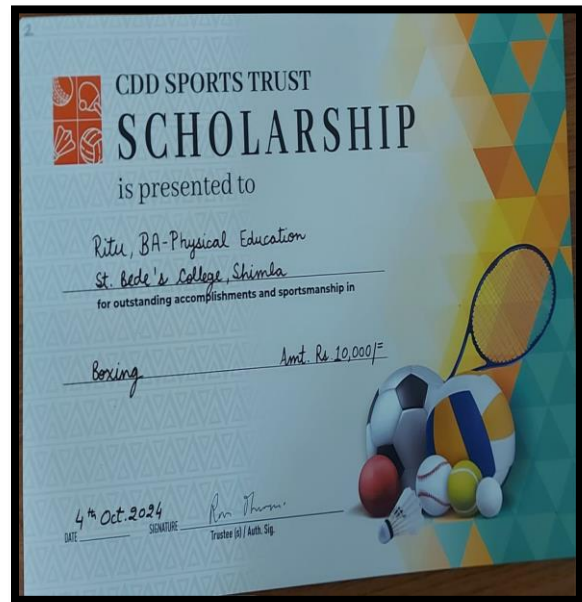 2
CDD SPORTS TRUST
SCHOLARSHIP
is presented to
Ritu, BA-Physical Education
St. Bede's College, Shimla
for outstanding accomplishments and sportsmanship in
Boxing Amt. Rs 10,000/=
4th Oct. 2024
DATE SIGNATURE Trustee (s) / Auth. Sig.